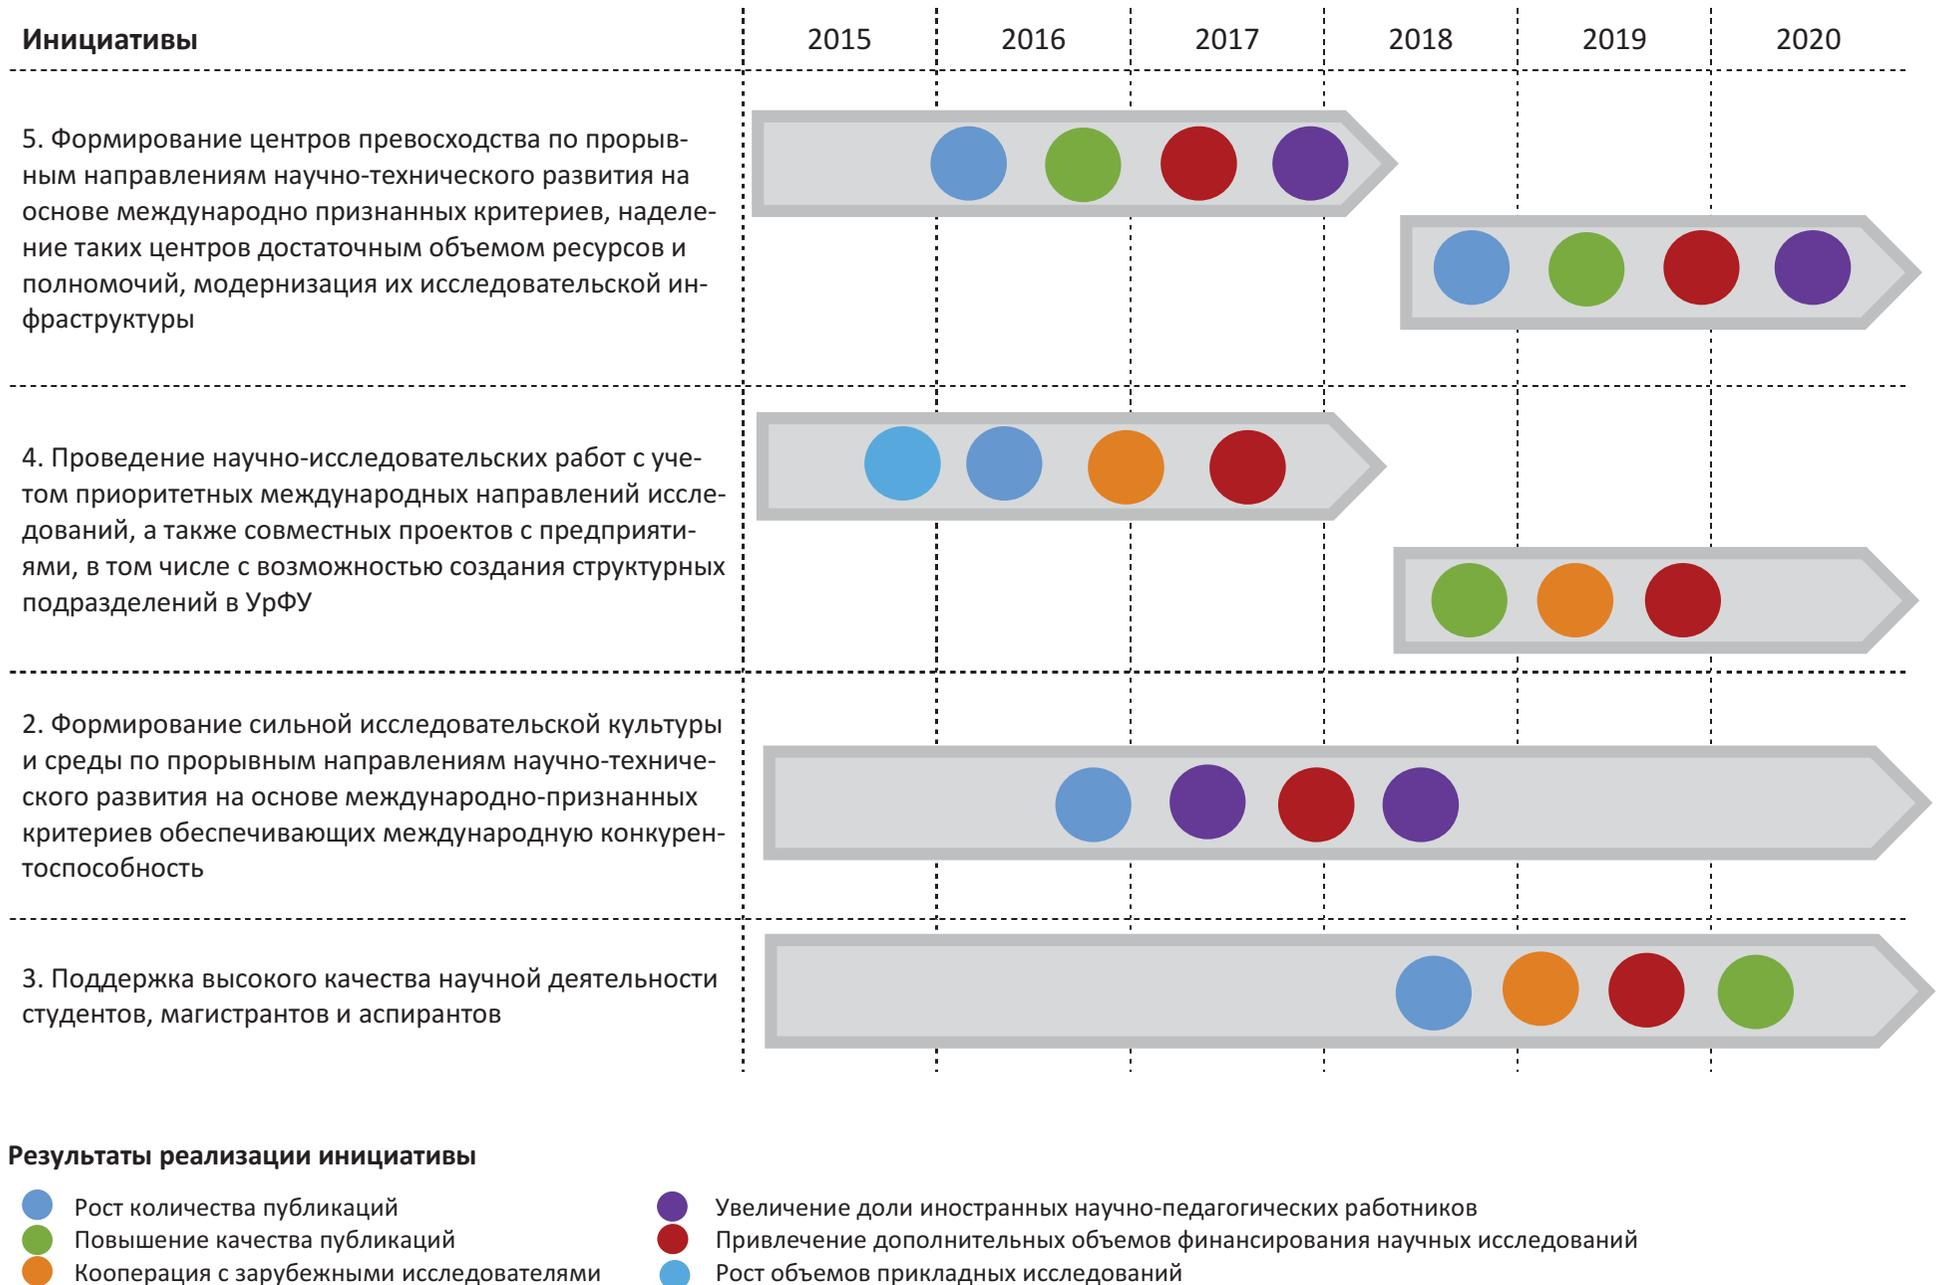 Инициативы 2015 2016 2017 2018 2019 2020
5. Формирование центров превосходства по прорыв-
ным направлениям научно-технического развития на
основе международно признанных критериев, наделе-
ние таких центров достаточным объемом ресурсов и
полномочий, модернизация их исследовательской ин-
фраструктуры
4. Проведение научно-исследовательских работ с уче-
том приоритетных международных направлений иссле-
дований, а также совместных проектов с предприяти-
ями, в том числе с возможностью создания структурных
подразделений в УрФУ
2. Формирование сильной исследовательской культуры
и среды по прорывным направлениям научно-техниче-
ского развития на основе международно-признанных
критериев обеспечивающих международную конкурен-
тоспособность
3. Поддержка высокого качества научной деятельности
студентов, магистрантов и аспирантов
Результаты реализации инициативы
Рост количества публикаций
Повышение качества публикаций
Кооперация с зарубежными исследователями
Увеличение доли иностранных научно-педагогических работников
Привлечение дополнительных объемов финансирования научных исследований
Рост объемов прикладных исследований